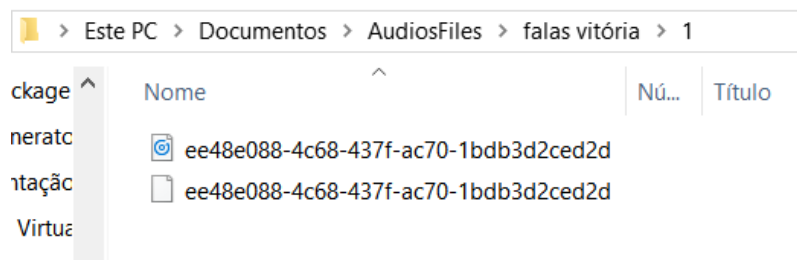 Este PC > Documentos > AudiosFiles > falas vitória > 1
ckage
nerato
ntação
Virtua
Nome Nú... Título
ee48e088-4c68-437f-ac70-1bdb3d2ced2d
ee48e088-4c68-437f-ac70-1bdb3d2ced2d